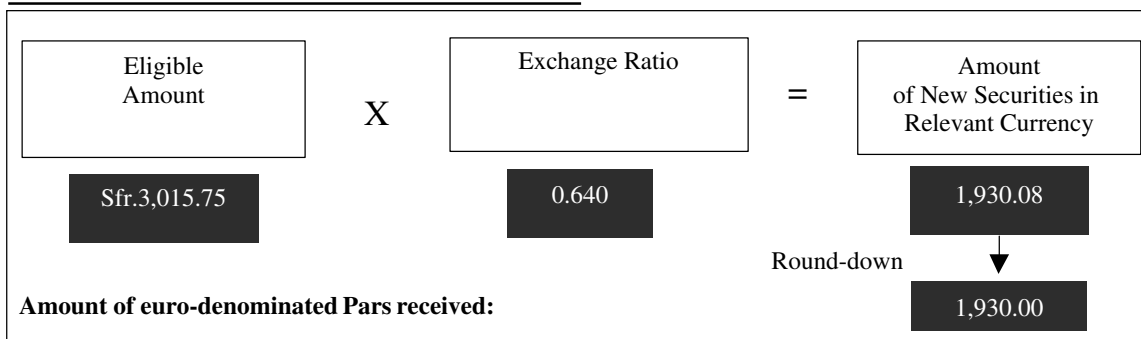 Eligible
Amount
X
Exchange Ratio
=
Amount
of New Securities in
Relevant Currency
Sfr.3,015.75
0.640
1,930.08
Round-down
Amount of euro-denominated Pars received:
1,930.00